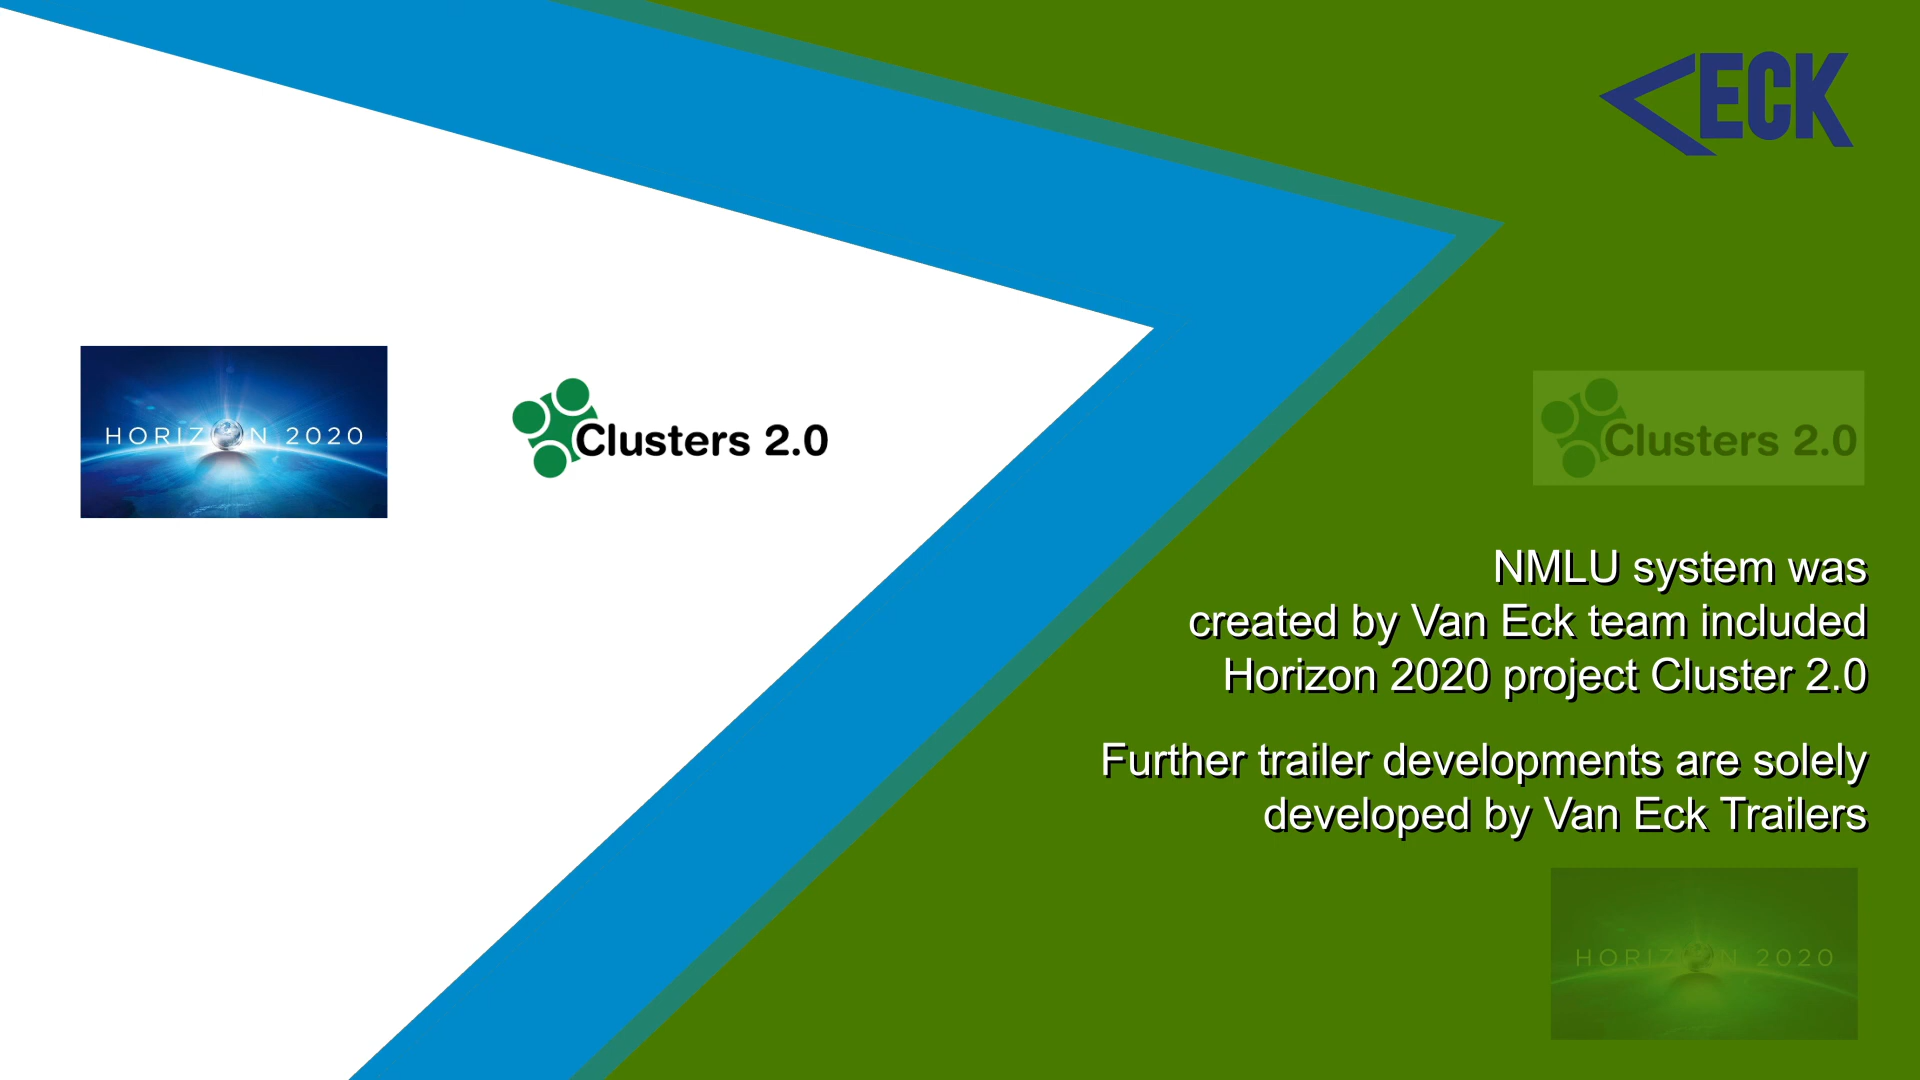 ECK
HORIZON 2020
Clusters 2.0
Clusters 2.0
NMLU system was
created by Van Eck team included
Horizon 2020 project Cluster 2.0
Further trailer developments are solely
developed by Van Eck Trailers
HORIZON 2020